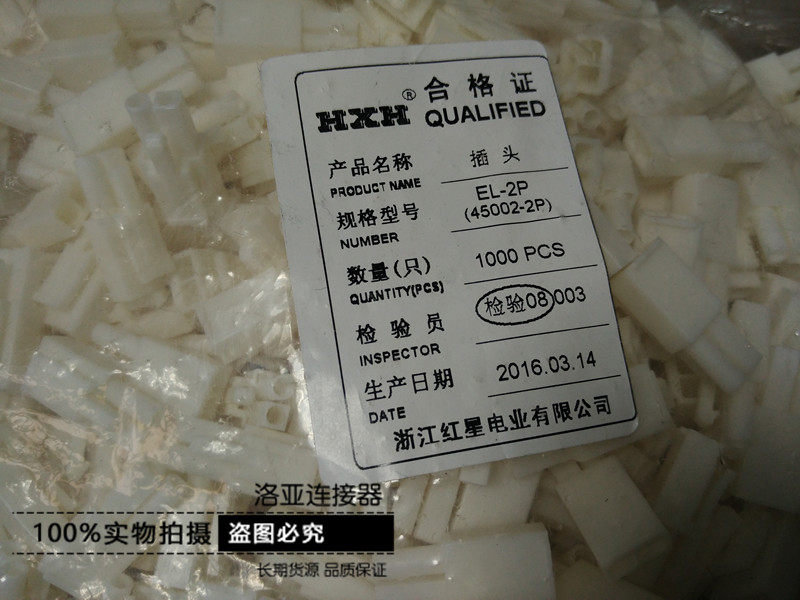 HXH ® 合格证
QUALIFIED
产品名称 插头
PRODUCT NAME
规格型号 EL-2P
NUMBER (45002-2P)
数量(只) 1000 PCS
QUANTITY(PCS)
检验员 检验08 003
INSPECTOR
生产日期 2016.03.14
DATE
浙江红星电业有限公司
洛亚连接器
100%实物拍摄 盗图必究
长期货源 品质保证